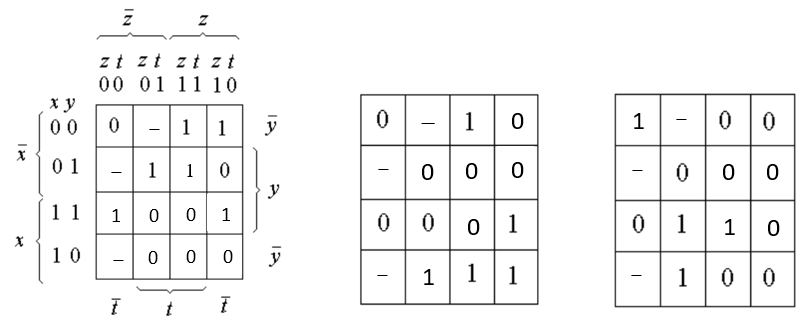 z̄ z
z t z t z t z t
0 0 0 1 1 1 1 0
x y
x̄ 0 0 0 – 1 1 ȳ
0 1 – 1 1 0 y
x 1 1 1 0 0 1
1 0 – 0 0 0 ȳ
t̄ t t̄
0 – 1 0
– 0 0 0
0 0 0 1
– 1 1 1
1 – 0 0
– 0 0 0
0 1 1 0
– 1 0 0